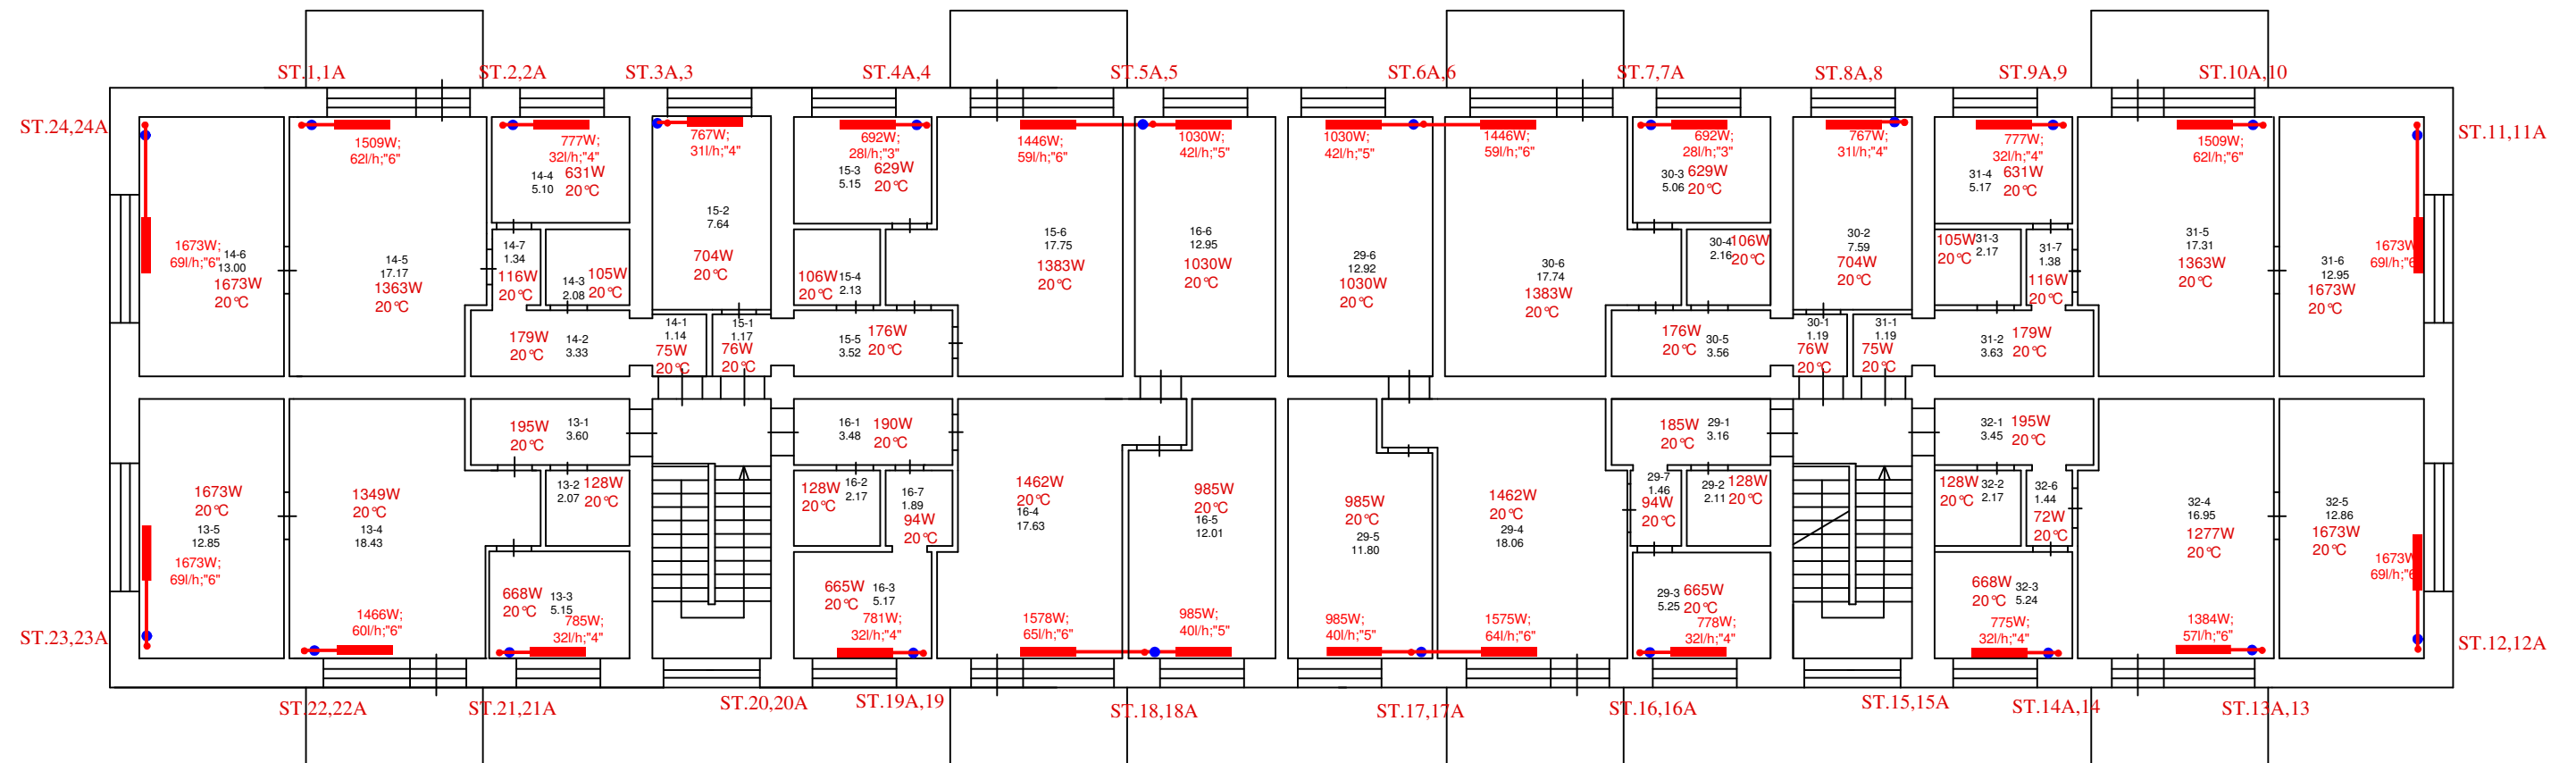 ST.1,1A
ST.2,2A
ST.3A,3
ST.4A,4
ST.5A,5
ST.6A,6
ST.7,7A
ST.8A,8
ST.9A,9
ST.10A,10
ST.24,24A
ST.11,11A
1509W;
62l/h;"6"
777W;
32l/h;"4"
14-4
5.10
631W
20°C
767W;
31l/h;"4"
692W;
28l/h;"3"
15-3
5.15
629W
20°C
1446W;
59l/h;"6"
1030W;
42l/h;"5"
1030W;
42l/h;"5"
1446W;
59l/h;"6"
692W;
28l/h;"3"
30-3
5.06
629W
20°C
767W;
31l/h;"4"
777W;
32l/h;"4"
31-4
5.17
631W
20°C
1509W;
62l/h;"6"
1673W;
69l/h;"6"
14-6
13.00
1673W
20°C
14-5
17.17
1363W
20°C
14-7
1.34
116W
20°C
14-3
2.08
105W
20°C
15-2
7.64
704W
20°C
106W
20°C
15-4
2.13
15-6
17.75
1383W
20°C
16-6
12.95
1030W
20°C
29-6
12.92
1030W
20°C
30-6
17.74
1383W
20°C
30-4
2.16
106W
20°C
30-2
7.59
704W
20°C
105W
20°C
31-3
2.17
31-7
1.38
116W
20°C
31-5
17.31
1363W
20°C
31-6
12.95
1673W
20°C
1673W
69l/h;"6
179W
20°C
14-2
3.33
14-1
1.14
75W
20°C
15-1
1.17
76W
20°C
15-5
3.52
176W
20°C
176W
20°C
30-5
3.56
30-1
1.19
76W
20°C
31-1
1.19
75W
20°C
31-2
3.63
179W
20°C
195W
20°C
13-1
3.60
16-1
3.48
190W
20°C
185W
20°C
29-1
3.16
32-1
3.45
195W
20°C
1673W
20°C
13-5
12.85
1673W;
69l/h;"6"
1349W
20°C
13-4
18.43
13-2
2.07
128W
20°C
128W
20°C
16-2
2.17
16-7
1.89
94W
20°C
1462W
20°C
16-4
17.63
985W
20°C
16-5
12.01
985W
20°C
29-5
11.80
1462W
20°C
29-4
18.06
29-7
1.46
94W
20°C
29-2
2.11
128W
20°C
128W
20°C
32-2
2.17
32-6
1.44
72W
20°C
32-4
16.95
1277W
20°C
32-5
12.86
1673W
20°C
1673W
69l/h;"6
1466W;
60l/h;"6"
668W
20°C
13-3
5.15
785W;
32l/h;"4"
665W
20°C
16-3
5.17
781W;
32l/h;"4"
1578W;
65l/h;"6"
985W;
40l/h;"5"
985W;
40l/h;"5"
1575W;
64l/h;"6"
29-3
5.25
665W
20°C
778W;
32l/h;"4"
668W
20°C
32-3
5.24
775W;
32l/h;"4"
1384W;
57l/h;"6"
ST.23,23A
ST.12,12A
ST.22,22A
ST.21,21A
ST.20,20A
ST.19A,19
ST.18,18A
ST.17,17A
ST.16,16A
ST.15,15A
ST.14A,14
ST.13A,13